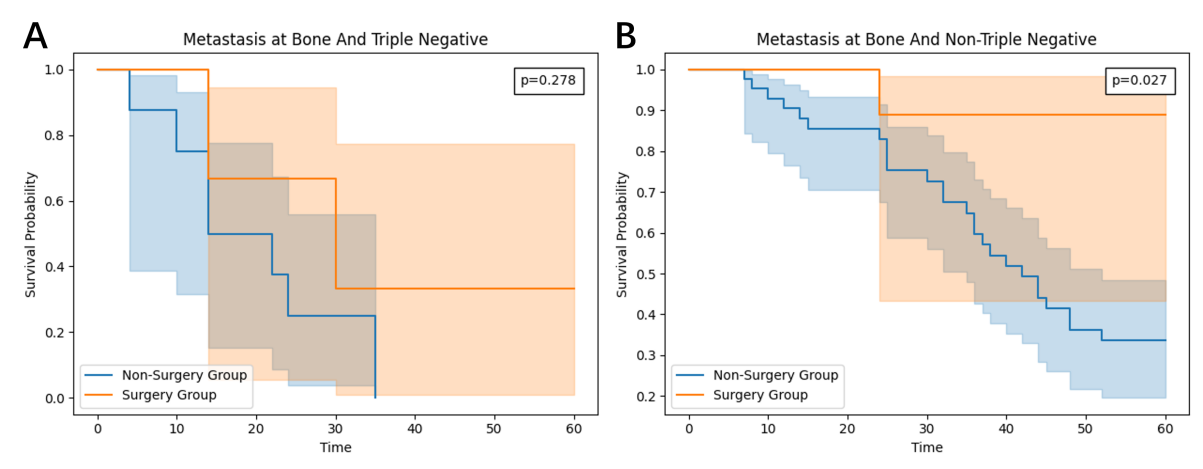 A
Metastasis at Bone And Triple Negative
p=0.278
Survival Probability
1.0
0.8
0.6
0.4
0.2
0.0
Non-Surgery Group
Surgery Group
0 10 20 30 40 50 60
Time
B
Metastasis at Bone And Non-Triple Negative
p=0.027
Survival Probability
1.0
0.9
0.8
0.7
0.6
0.5
0.4
0.3
0.2
Non-Surgery Group
Surgery Group
0 10 20 30 40 50 60
Time